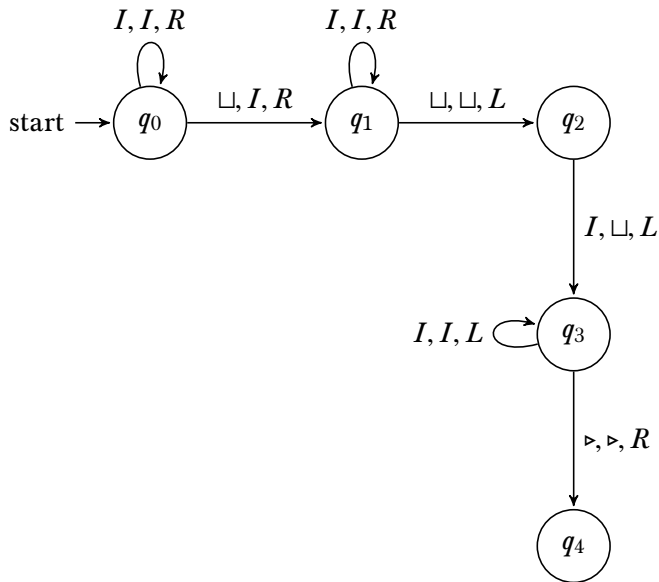 I, I, R
I, I, R
start q₀ ⊔, I, R q₁ ⊔, ⊔, L q₂
I, ⊔, L
I, I, L q₃
▹, ▹, R
q₄